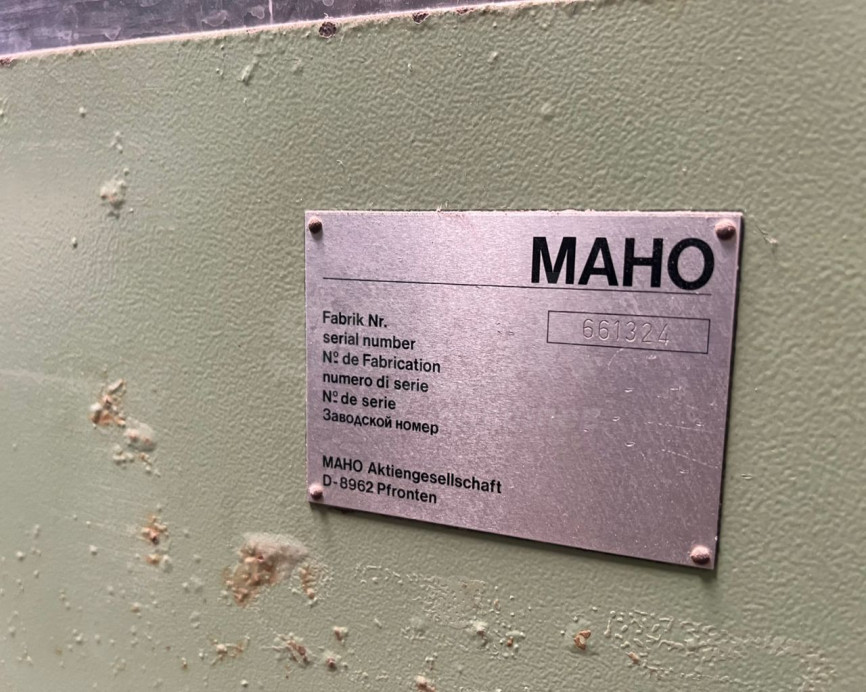 MAHO
Fabrik Nr.
661324
serial number
Nº de Fabrication
numero di serie
Nº de serie
Заводской номер
MAHO Aktiengesellschaft
D-8962 Pfronten